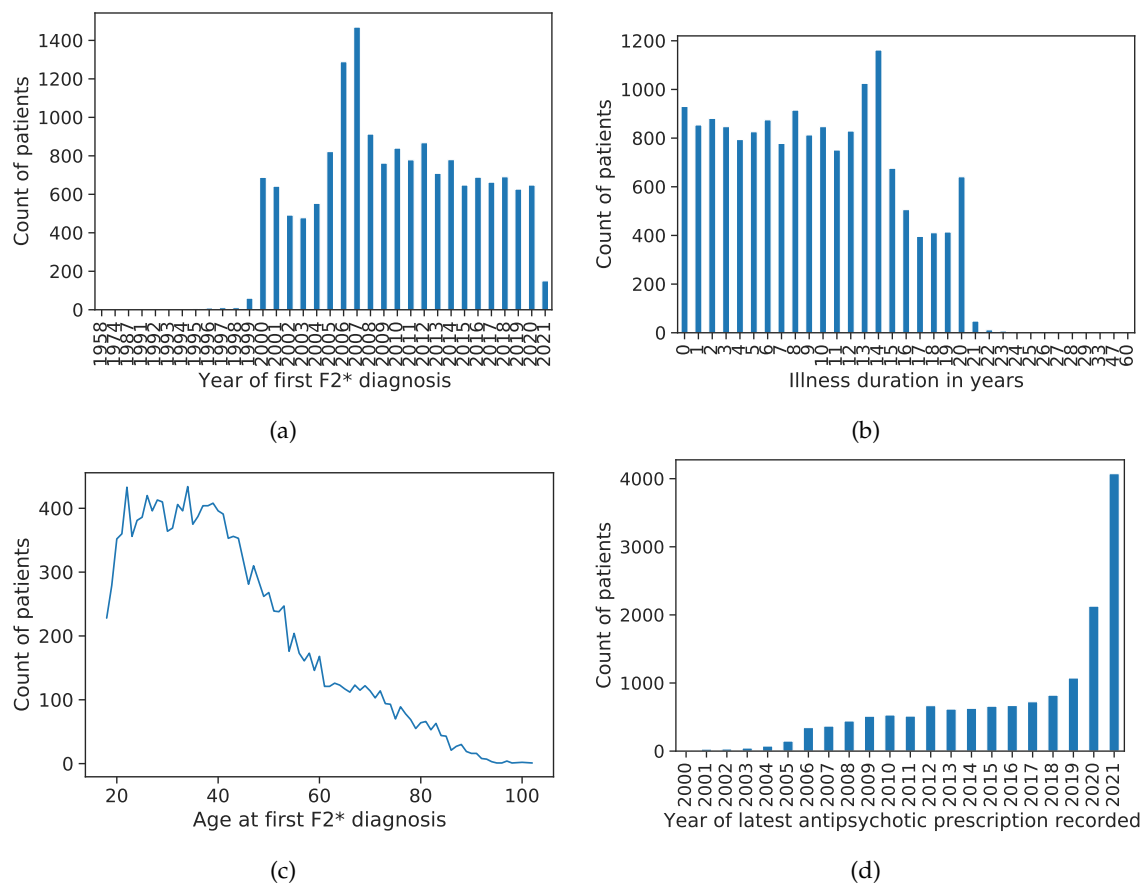 Count of patients
1400
1200
1000
800
600
400
200
0
1958 1974 1987 1991 1992 1993 1994 1995 1996 1997 1998 1999 2000 2001 2002 2003 2004 2005 2006 2007 2008 2009 2010 2011 2012 2013 2014 2015 2016 2017 2018 2019 2020 2021
Year of first F2* diagnosis
(a)
Count of patients
1200
1000
800
600
400
200
0
0 1 2 3 4 5 6 7 8 9 10 11 12 13 14 15 16 17 18 19 20 21 22 23 24 25 26 27 28 29 33 47 60
Illness duration in years
(b)
Count of patients
400
300
200
100
0
20 40 60 80 100
Age at first F2* diagnosis
(c)
Count of patients
4000
3000
2000
1000
0
2000 2001 2002 2003 2004 2005 2006 2007 2008 2009 2010 2011 2012 2013 2014 2015 2016 2017 2018 2019 2020 2021
Year of latest antipsychotic prescription recorded
(d)